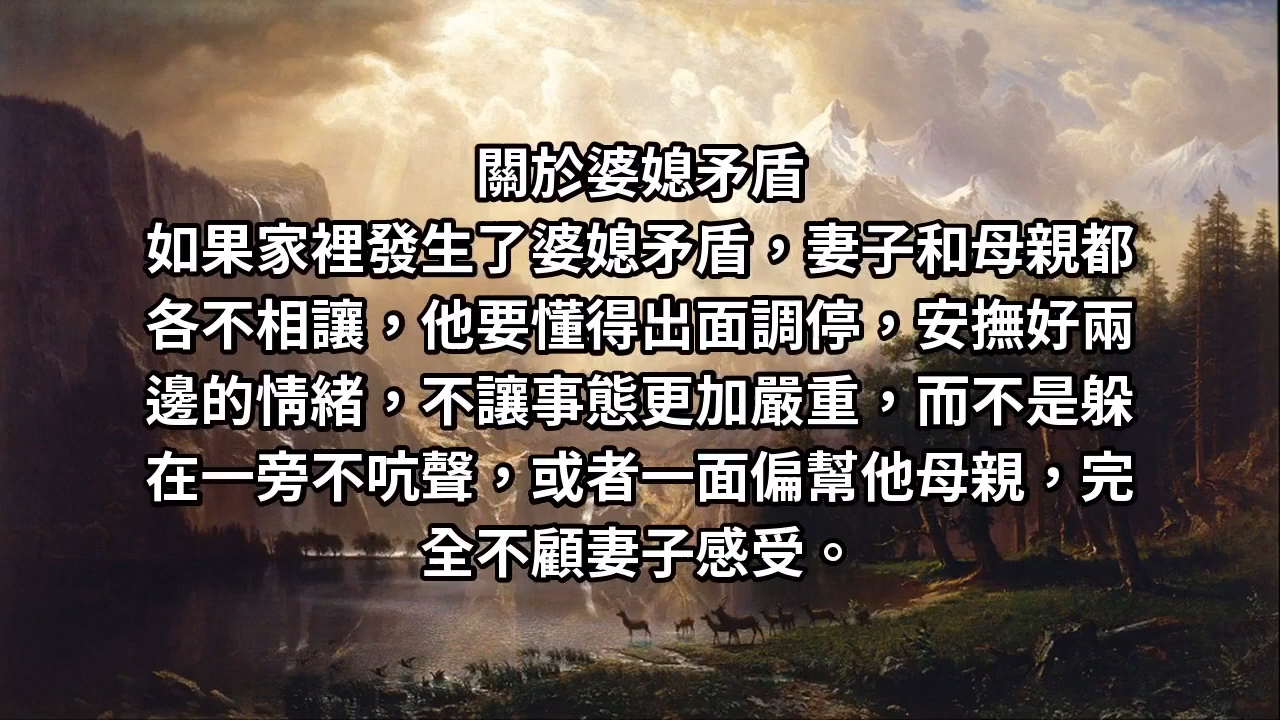 關於婆媳矛盾
如果家裡發生了婆媳矛盾，妻子和母親都
各不相讓，他要懂得出面調停，安撫好兩
邊的情緒，不讓事態更加嚴重，而不是躲
在一旁不吭聲，或者一面偏幫他母親，完
全不顧妻子感受。